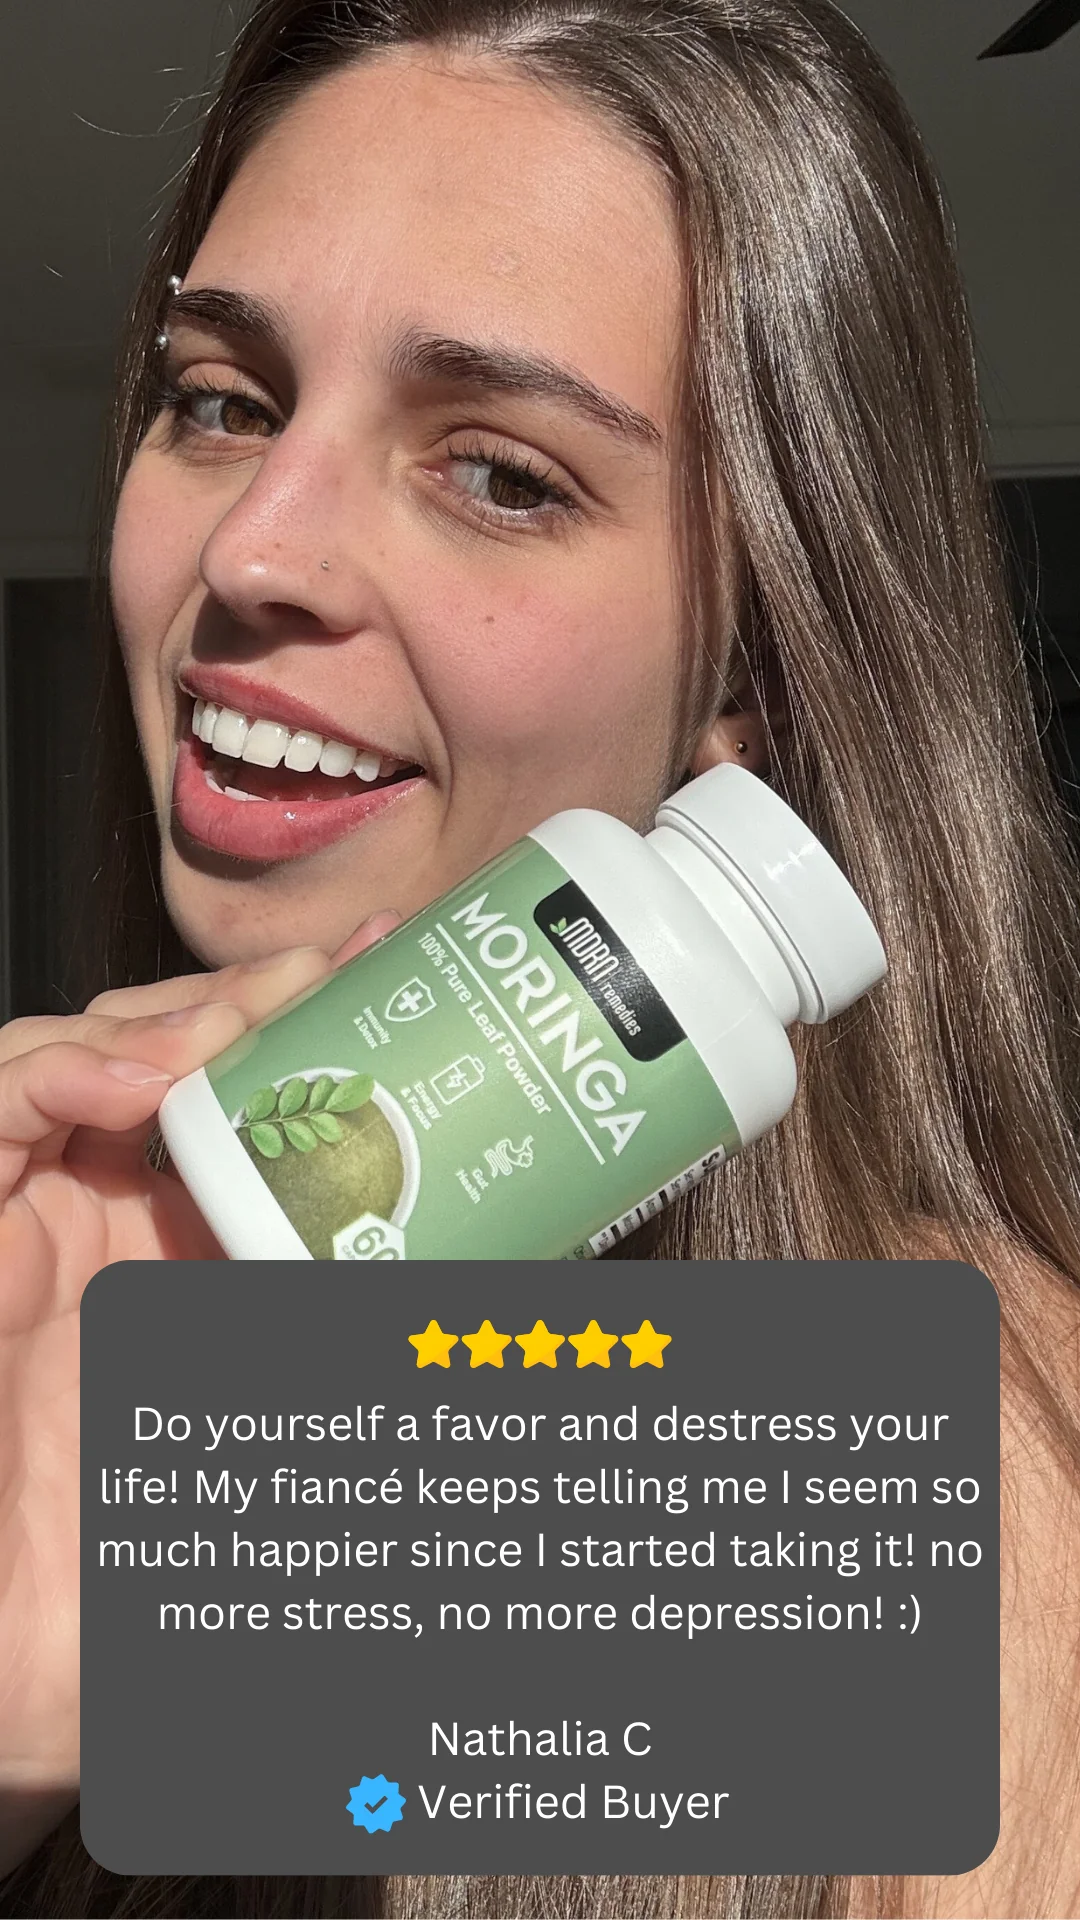 MORINGA
100% Pure Leaf Powder
MORN remedies
Immunity
& Detox
Energy
& Focus
Gut
Health
60
Do yourself a favor and destress your
life! My fiancé keeps telling me I seem so
much happier since I started taking it! no
more stress, no more depression! :)
Nathalia C
Verified Buyer